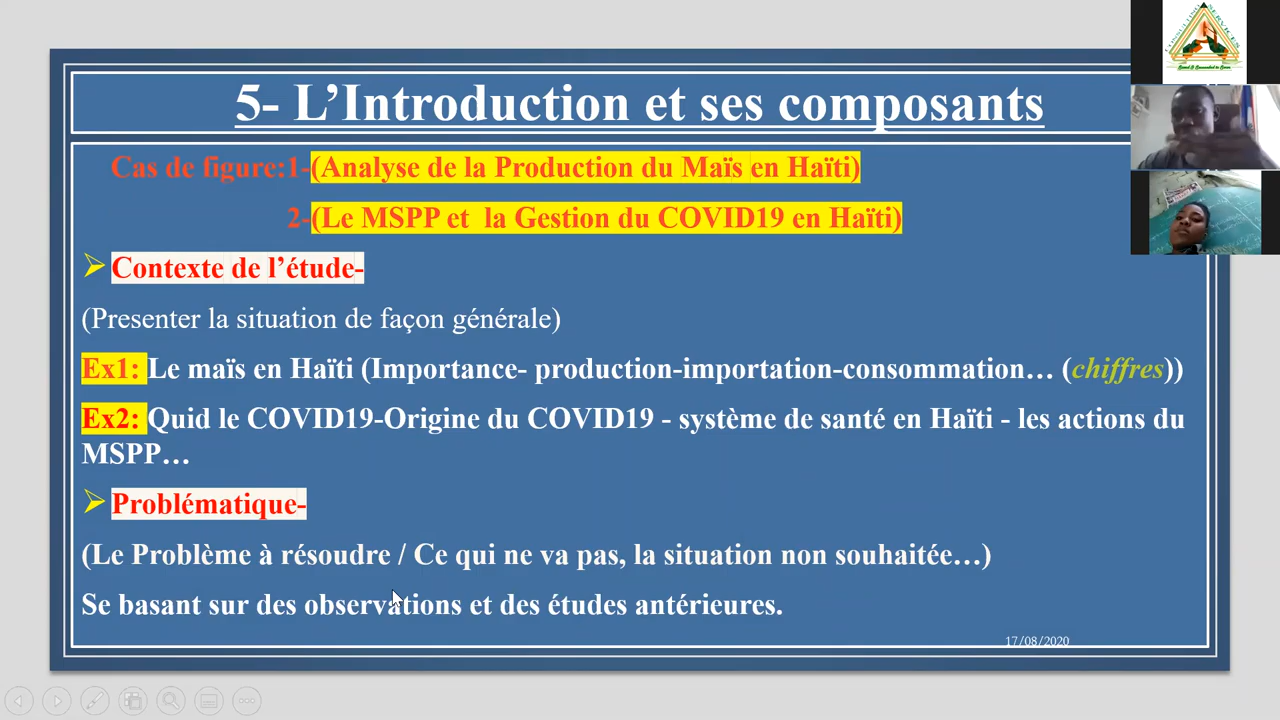 5- L’Introduction et ses composants
Cas de figure:1-(Analyse de la Production du Maïs en Haïti)
2-(Le MSPP et la Gestion du COVID19 en Haïti)
Contexte de l’étude-
(Presenter la situation de façon générale)
Ex1: Le maïs en Haïti (Importance- production-importation-consommation… (chiffres))
Ex2: Quid le COVID19-Origine du COVID19 - système de santé en Haïti - les actions du
MSPP…
Problématique-
(Le Problème à résoudre / Ce qui ne va pas, la situation non souhaitée…)
Se basant sur des observations et des études antérieures.
17/08/2020